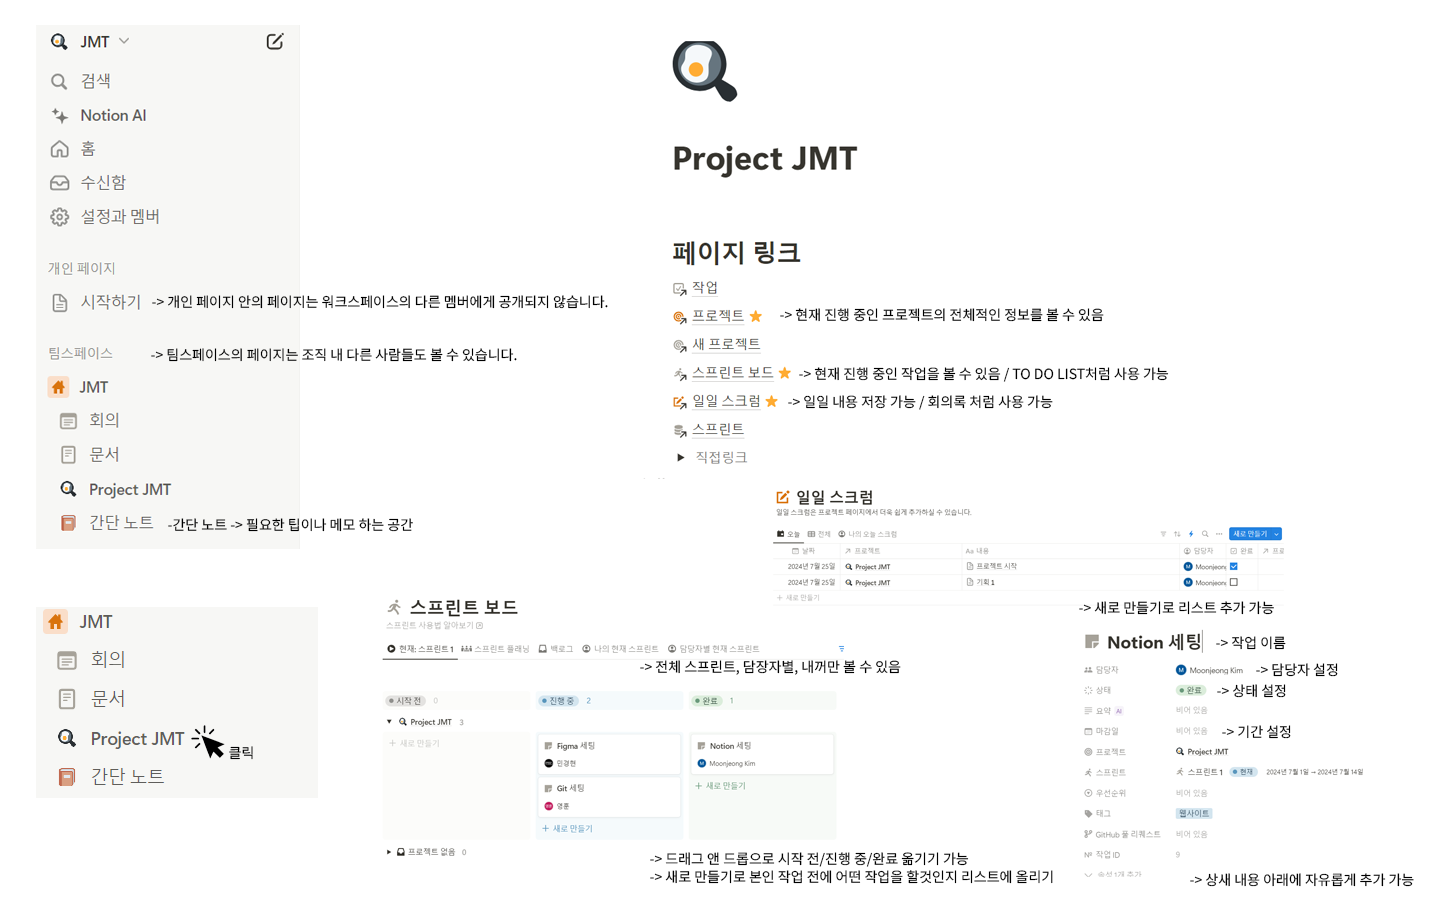 JMT
검색
Notion AI
홈
수신함
설정과 멤버
개인 페이지
시작하기 -> 개인 페이지 안의 페이지는 워크스페이스의 다른 멤버에게 공개되지 않습니다.
팀스페이스 -> 팀스페이스의 페이지는 조직 내 다른 사람들도 볼 수 있습니다.
JMT
회의
문서
Project JMT
간단 노트 -간단 노트 -> 필요한 팁이나 메모 하는 공간
Project JMT
페이지 링크
작업
프로젝트 -> 현재 진행 중인 프로젝트의 전체적인 정보를 볼 수 있음
새 프로젝트
스프린트 보드 -> 현재 진행 중인 작업을 볼 수 있음 / TO DO LIST처럼 사용 가능
일일 스크럼 -> 일일 내용 저장 가능 / 회의록 처럼 사용 가능
스프린트
직접링크
일일 스크럼
일일 스크럼은 프로젝트 페이지에서 더욱 쉽게 추가하실 수 있습니다.
오늘 전체 나의 오늘 스크럼 새로 만들기
날짜 프로젝트 Aa 내용 담당자 완료 프로
2024년 7월 25일 Project JMT 프로젝트 시작 M Moonjeong
2024년 7월 25일 Project JMT 기획 1 M Moonjeong
+ 새로 만들기
-> 새로 만들기로 리스트 추가 가능
JMT
회의
문서
Project JMT 클릭
간단 노트
스프린트 보드
스프린트 사용법 알아보기
현재: 스프린트 1 스프린트 플래닝 백로그 나의 현재 스프린트 담당자별 현재 스프린트
-> 전체 스프린트, 담장자별, 내꺼만 볼 수 있음
시작 전 0 진행 중 2 완료 1
Project JMT 3
+ 새로 만들기
Figma 세팅
민경현
Git 세팅
영훈
+ 새로 만들기
Notion 세팅
M Moonjeong Kim
+ 새로 만들기
프로젝트 없음 0
-> 드래그 앤 드롭으로 시작 전/진행 중/완료 옮기기 가능
-> 새로 만들기로 본인 작업 전에 어떤 작업을 할것인지 리스트에 올리기
Notion 세팅 -> 작업 이름
담당자 M Moonjeong Kim -> 담당자 설정
상태 완료 -> 상태 설정
요약 AI 비어 있음
마감일 비어 있음 -> 기간 설정
프로젝트 Project JMT
스프린트 스프린트 1 현재 2024년 7월 1일 → 2024년 7월 14일
우선순위 비어 있음
태그 웹사이트
GitHub 풀 리퀘스트 비어 있음
Nº 작업 ID 9
속성 1개 추가
-> 상새 내용 아래에 자유롭게 추가 가능